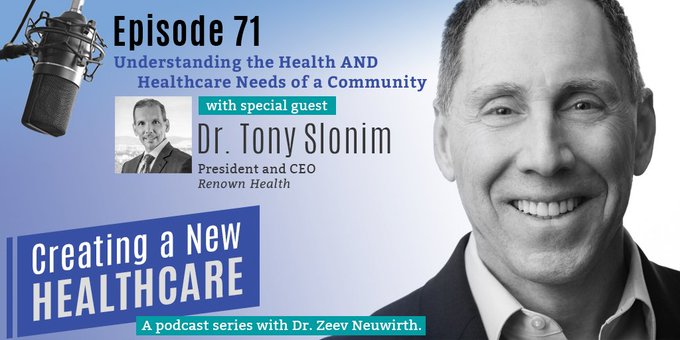 Episode 71
Understanding the Health AND
Healthcare Needs of a Community
with special guest
Dr. Tony Slonim
President and CEO
Renown Health
Creating a New
HEALTHCARE
A podcast series with Dr. Zeev Neuwirth.